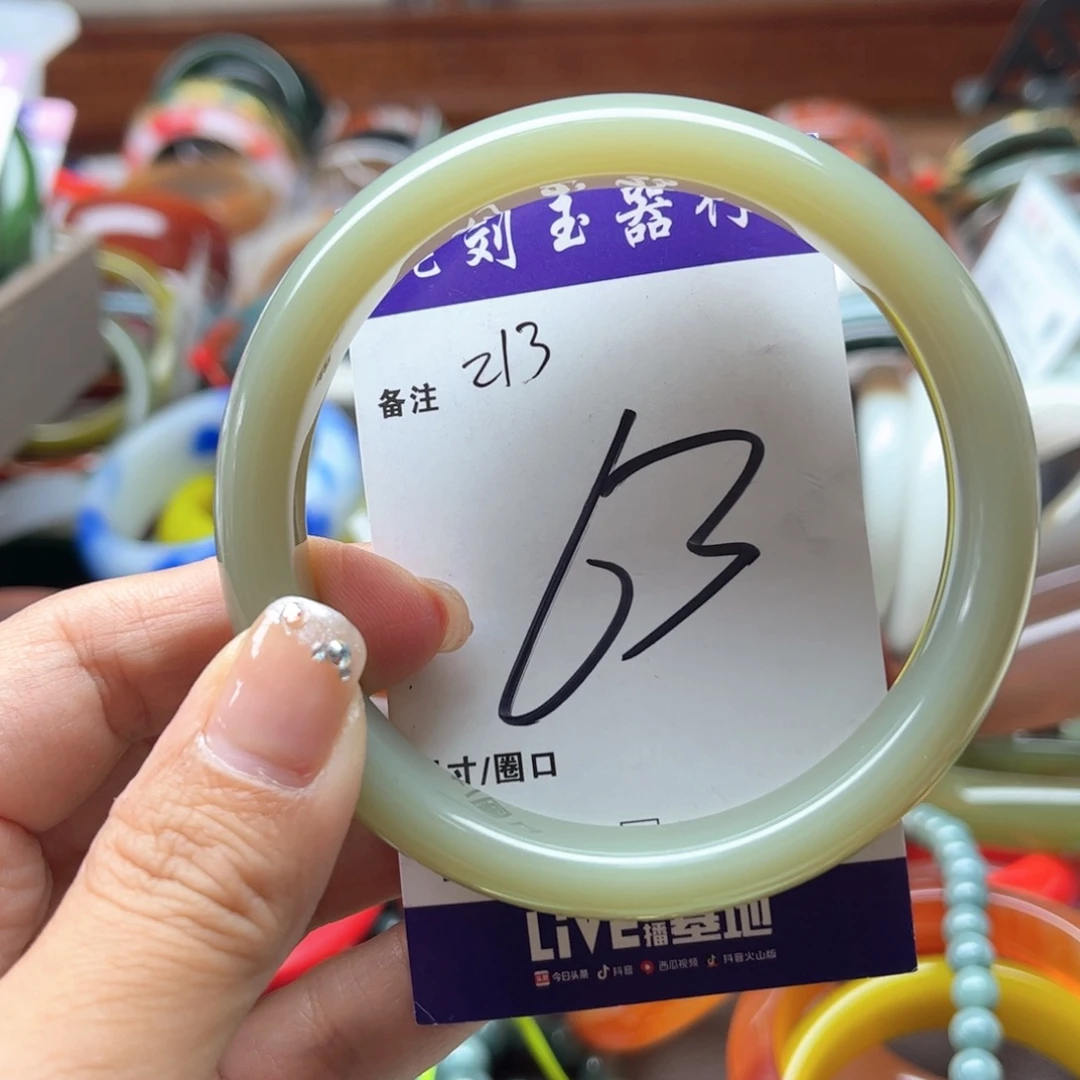 刻玉器行
备注 213
63
寸/圈口
LIVE播基地
今日头条 抖音 西瓜视频 抖音火山版